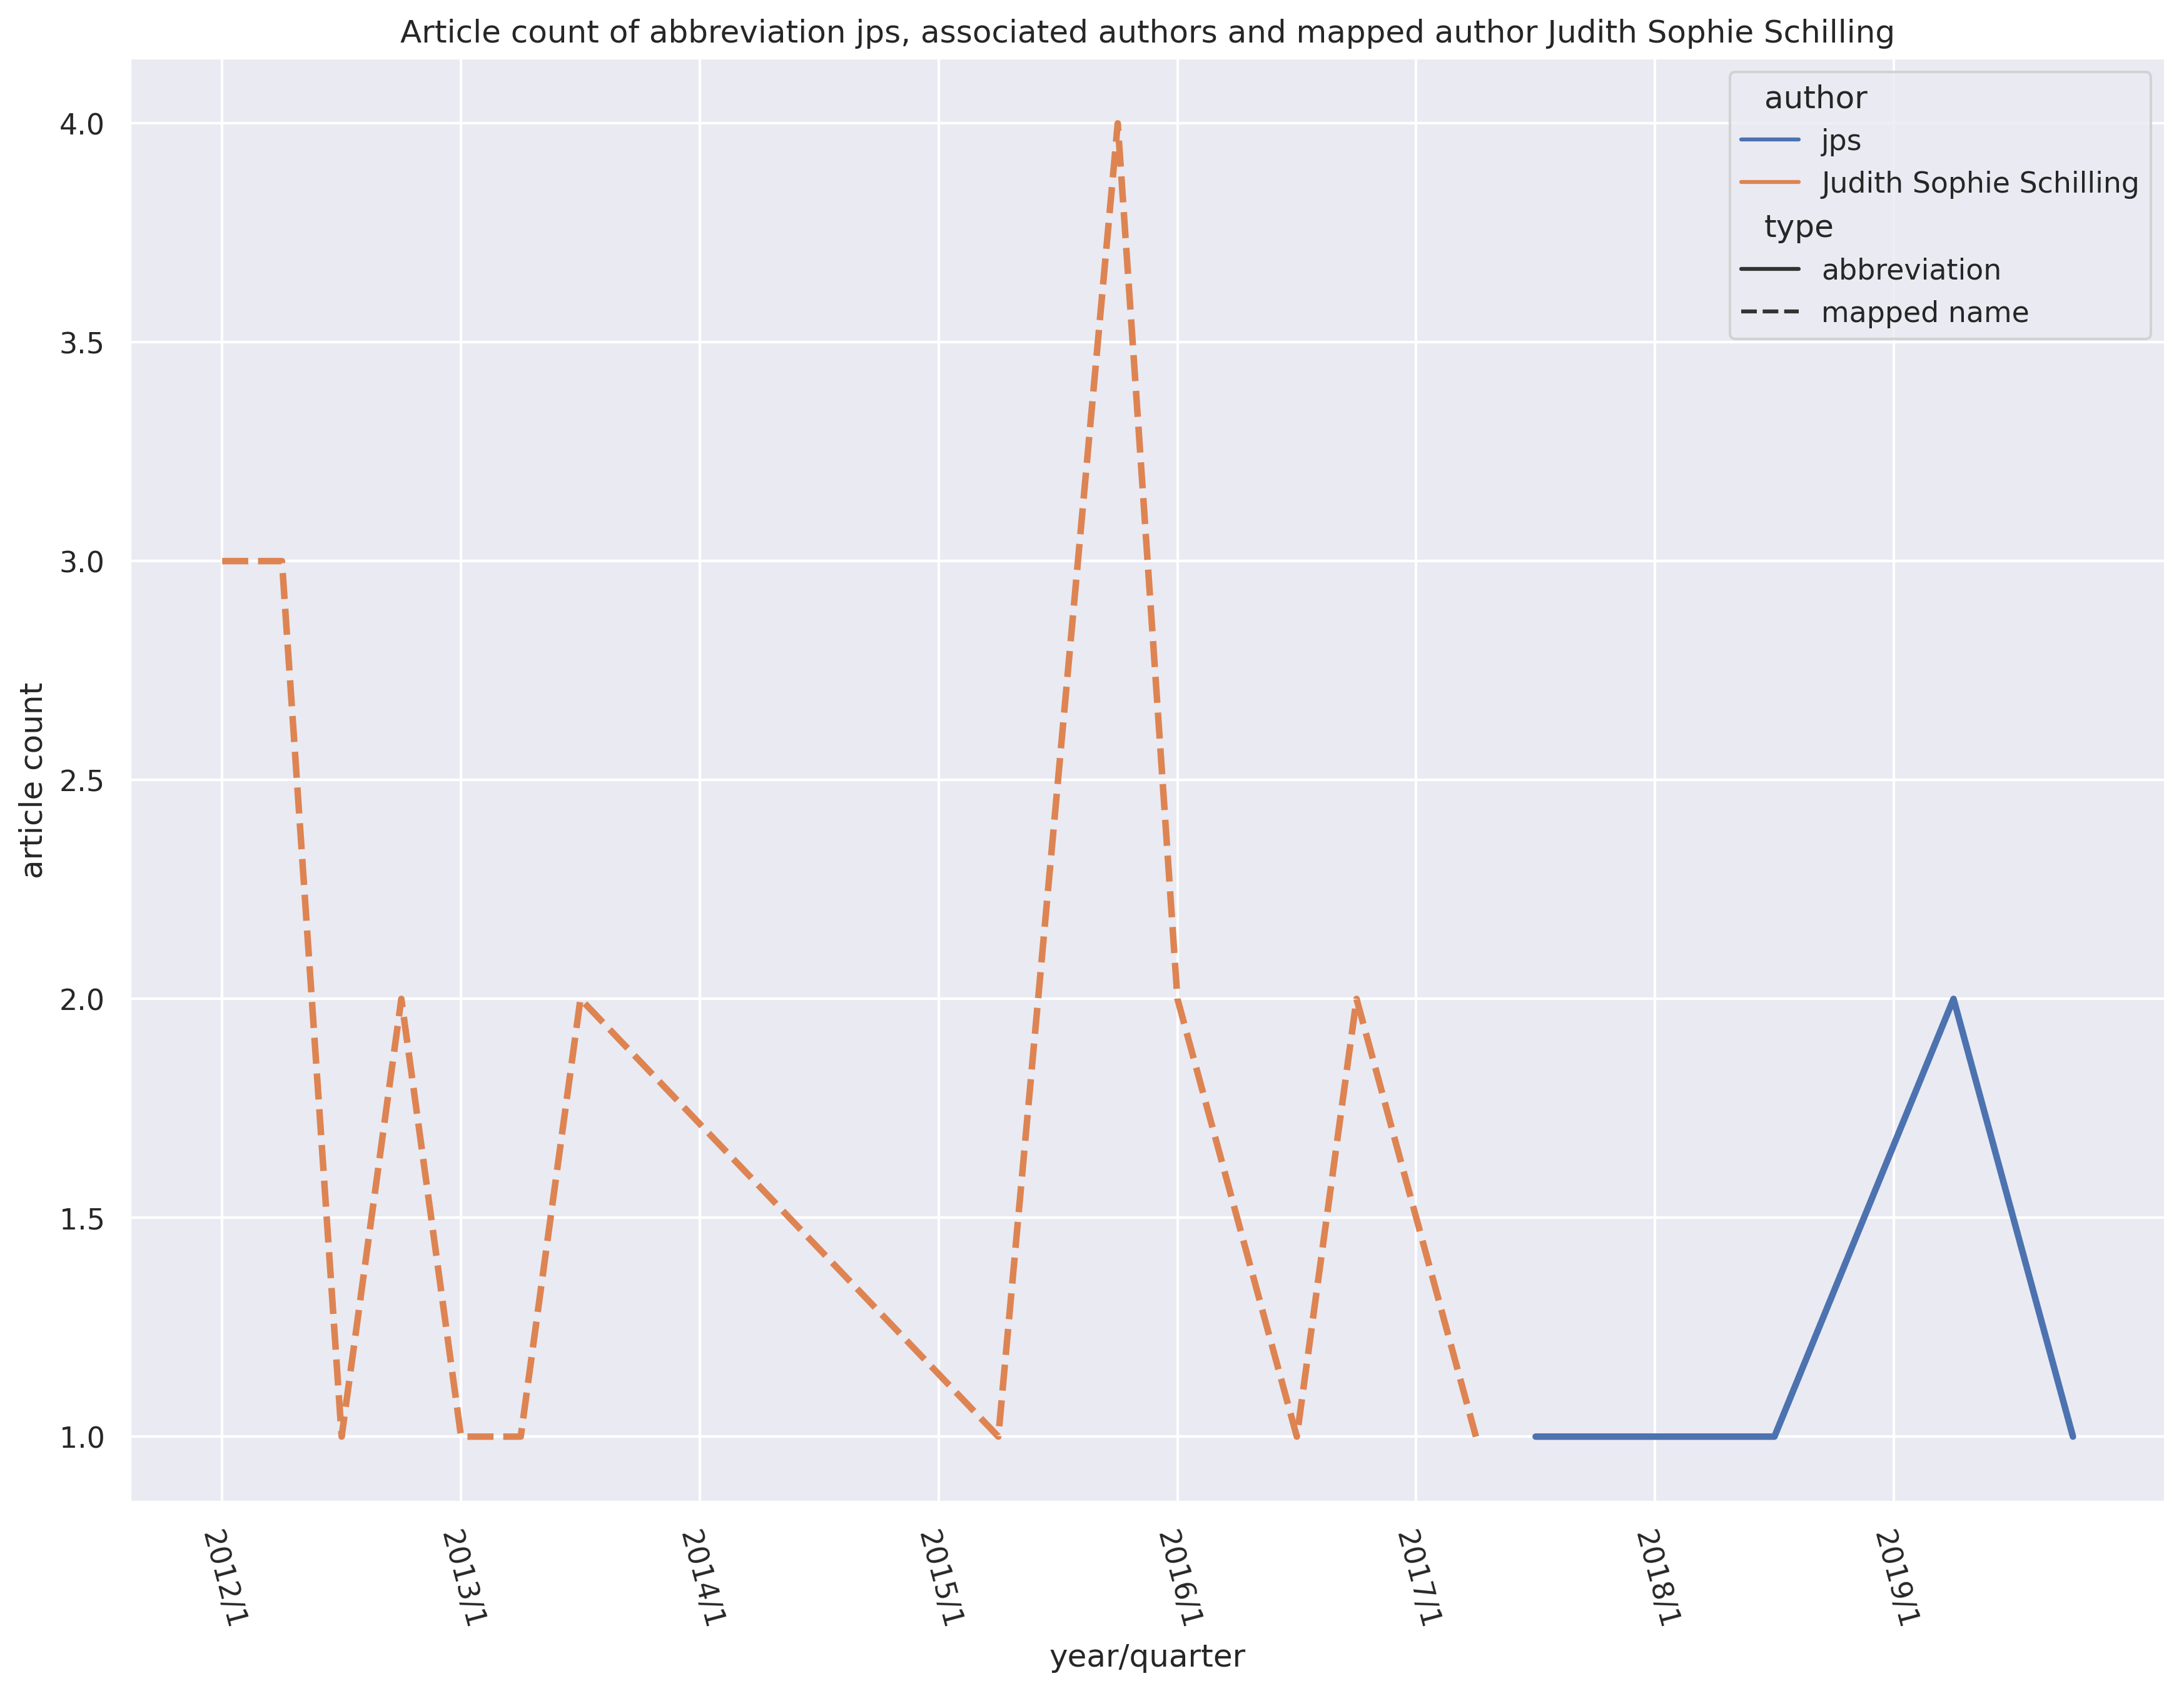 Article count of abbreviation jps, associated authors and mapped author Judith Sophie Schilling
author
jps
Judith Sophie Schilling
type
abbreviation
mapped name
4.0
3.5
3.0
2.5
2.0
1.5
1.0
article count
2012/1
2013/1
2014/1
2015/1
2016/1
2017/1
2018/1
2019/1
year/quarter